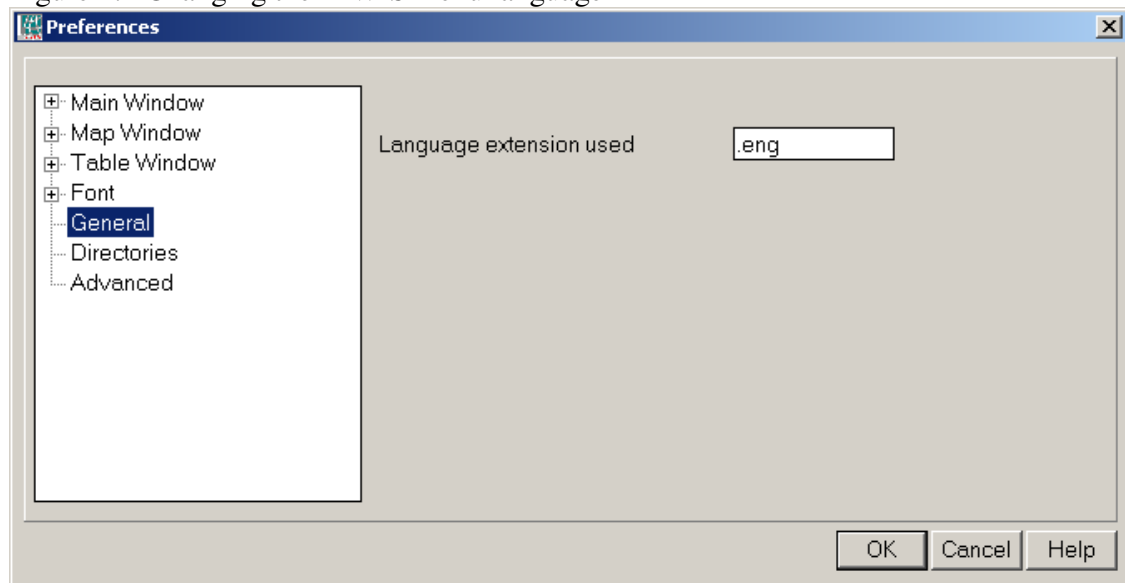 Preferences
Main Window
Map Window
Table Window
Font
General
Directories
Advanced
Language extension used .eng
OK Cancel Help